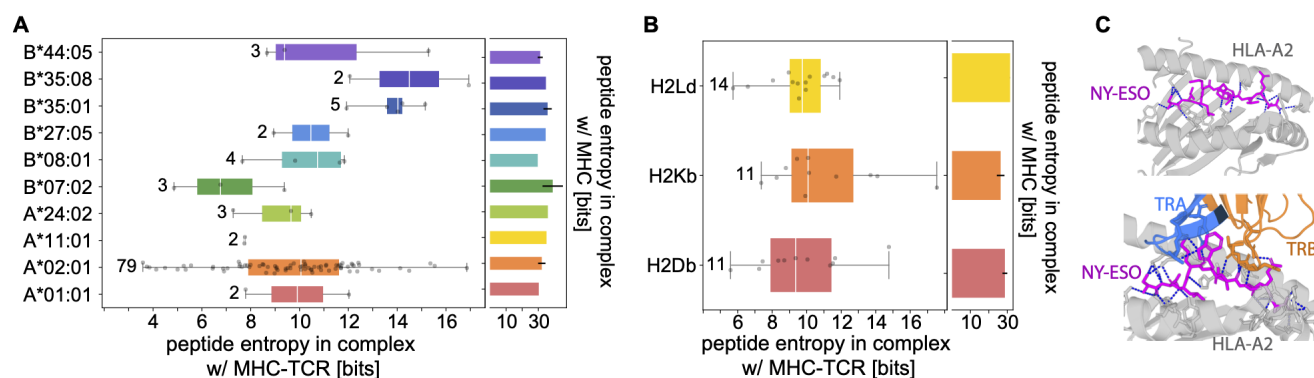 A
B*44:05
3
B*35:08
2
B*35:01
5
B*27:05
2
B*08:01
4
B*07:02
3
A*24:02
3
A*11:01
2
A*02:01
79
A*01:01
2
4 6 8 10 12 14 16
peptide entropy in complex
w/ MHC-TCR [bits]
10 30
peptide entropy in complex
w/ MHC [bits]
B
H2Ld
14
H2Kb
11
H2Db
11
6 8 10 12 14 16
peptide entropy in complex
w/ MHC-TCR [bits]
10 30
peptide entropy in complex
w/ MHC [bits]
C
HLA-A2
NY-ESO
TRA
TRB
NY-ESO
HLA-A2